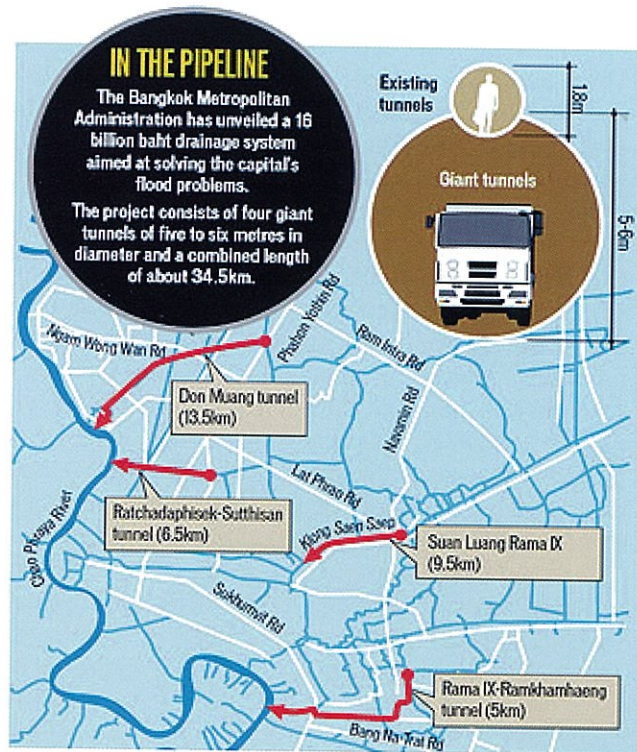 IN THE PIPELINE
The Bangkok Metropolitan
Administration has unveiled a 16
billion baht drainage system
aimed at solving the capital's
flood problems.
The project consists of four giant
tunnels of five to six metres in
diameter and a combined length
of about 34.5km.
Existing
tunnels
1.8m
Giant tunnels
5-6m
Ngam Wong Wan Rd
Phahon Yothin Rd
Ram Intra Rd
Navamin Rd
Don Muang tunnel
(13.5km)
Lat Phrao Rd
Ratchadaphisek-Sutthisan
tunnel (6.5km)
Klong Saen Saep
Suan Luang Rama IX
(9.5km)
Chao Phraya River
Sukhumvit Rd
Rama IX-Ramkhamhaeng
tunnel (5km)
Bang Na-Trat Rd